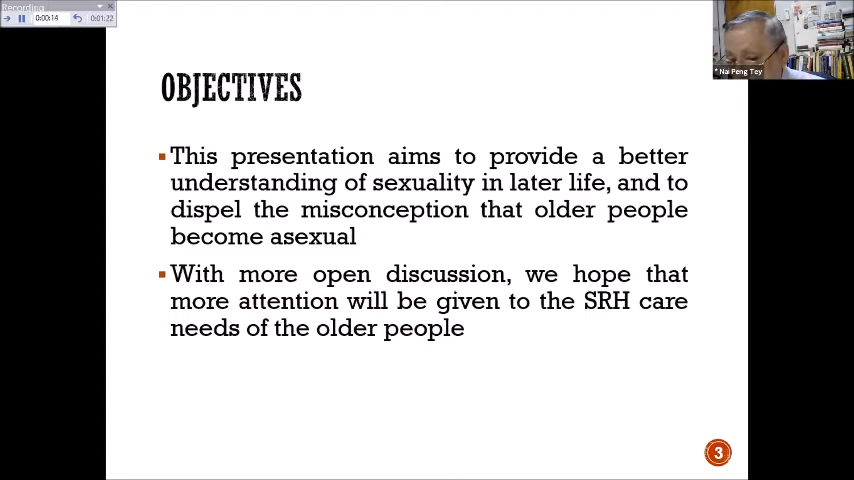 Recording
0:00:14
0:01:22
* Nai Peng Tey
OBJECTIVES
This presentation aims to provide a better
understanding of sexuality in later life, and to
dispel the misconception that older people
become asexual
With more open discussion, we hope that
more attention will be given to the SRH care
needs of the older people
3